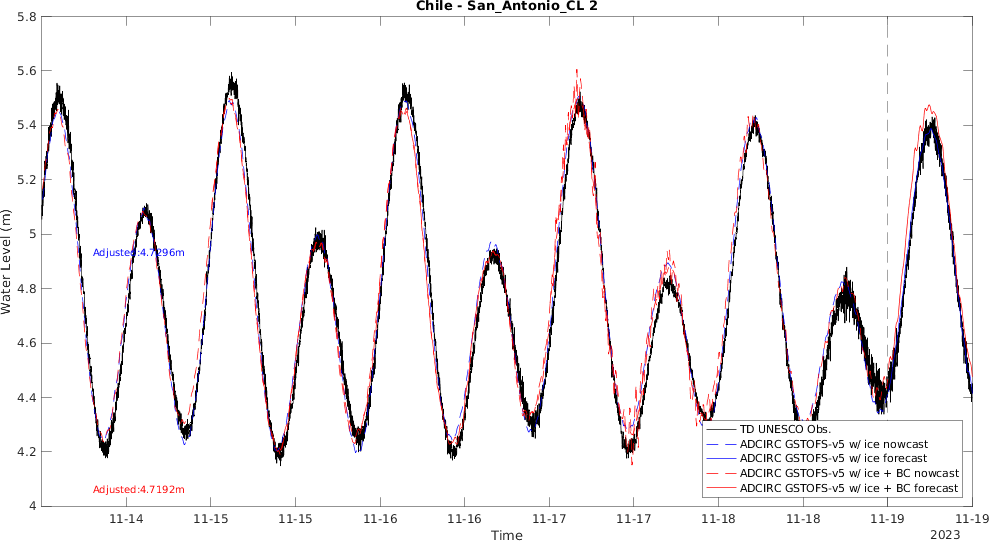 Chile - San_Antonio_CL 2
5.8
5.6
5.4
5.2
5
4.8
4.6
4.4
4.2
4
Water Level (m)
Adjusted:4.7296m
Adjusted:4.7192m
TD UNESCO Obs.
ADCIRC GSTOFS-v5 w/ ice nowcast
ADCIRC GSTOFS-v5 w/ ice forecast
ADCIRC GSTOFS-v5 w/ ice + BC nowcast
ADCIRC GSTOFS-v5 w/ ice + BC forecast
11-14 11-15 11-15 11-16 11-16 11-17 11-17 11-18 11-18 11-19 11-19
Time
2023